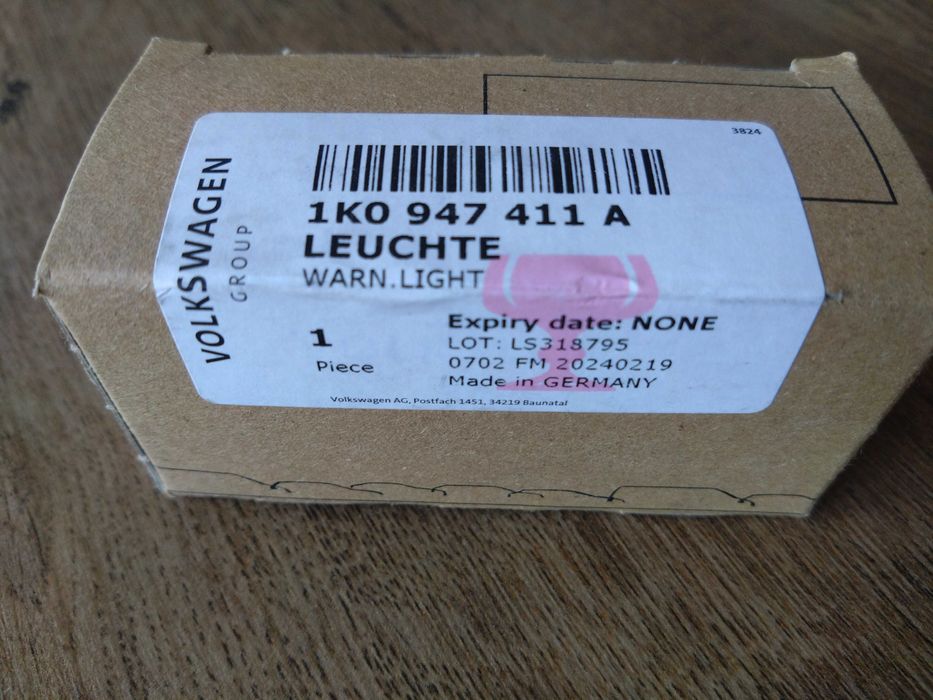 3824
VOLKSWAGEN
GROUP
1K0 947 411 A
LEUCHTE
WARN.LIGHT
1
Piece
Expiry date: NONE
LOT: LS318795
0702 FM 20240219
Made in GERMANY
Volkswagen AG, Postfach 1451, 34219 Baunatal